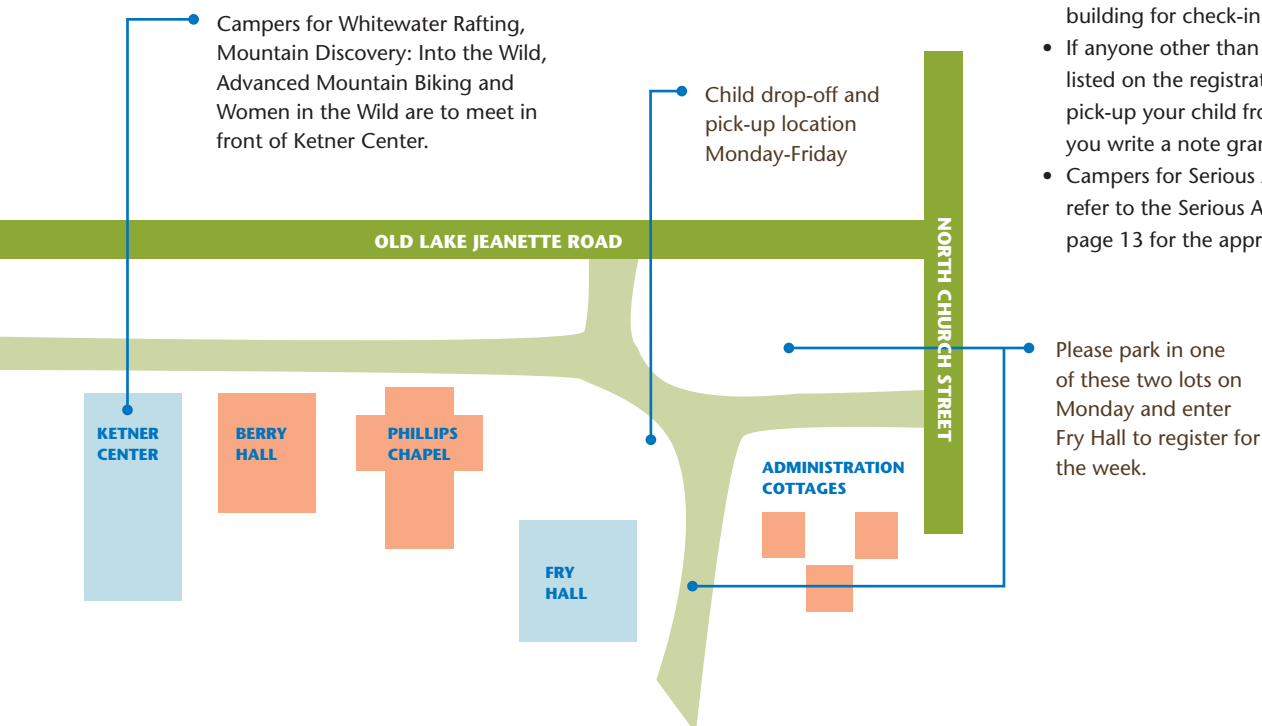 Campers for Whitewater Rafting,
Mountain Discovery: Into the Wild,
Advanced Mountain Biking and
Women in the Wild are to meet in
front of Ketner Center.
Child drop-off and
pick-up location
Monday-Friday
building for check-in
• If anyone other than
listed on the registrat
pick-up your child fro
you write a note gran
• Campers for Serious
refer to the Serious A
page 13 for the appr
OLD LAKE JEANETTE ROAD
NORTH CHURCH STREET
Please park in one
of these two lots on
Monday and enter
Fry Hall to register for
the week.
KETNER
CENTER
BERRY
HALL
PHILLIPS
CHAPEL
ADMINISTRATION
COTTAGES
FRY
HALL